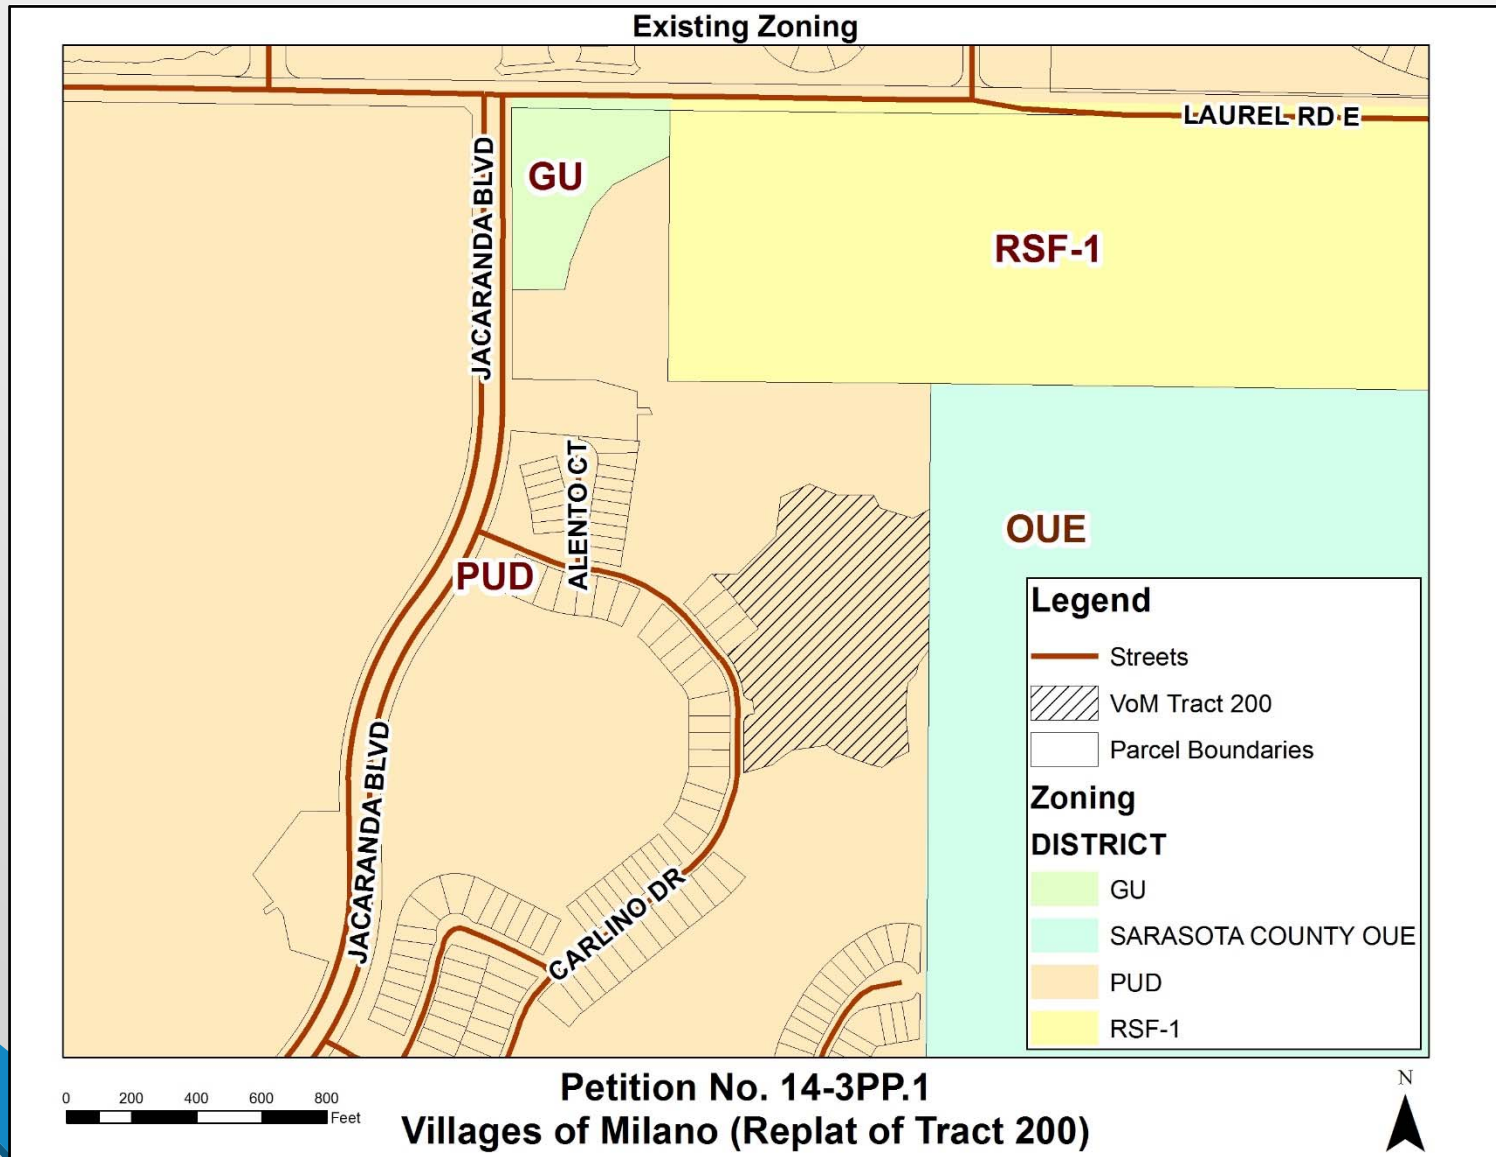 Existing Zoning
LAUREL RD E
JACARANDA BLVD
GU
RSF-1
ALENTO CT
OUE
PUD
JACARANDA BLVD
CARLINO DR
Legend
Streets
VoM Tract 200
Parcel Boundaries
Zoning
DISTRICT
GU
SARASOTA COUNTY OUE
PUD
RSF-1
0 200 400 600 800
Feet
Petition No. 14-3PP.1
Villages of Milano (Replat of Tract 200)
N